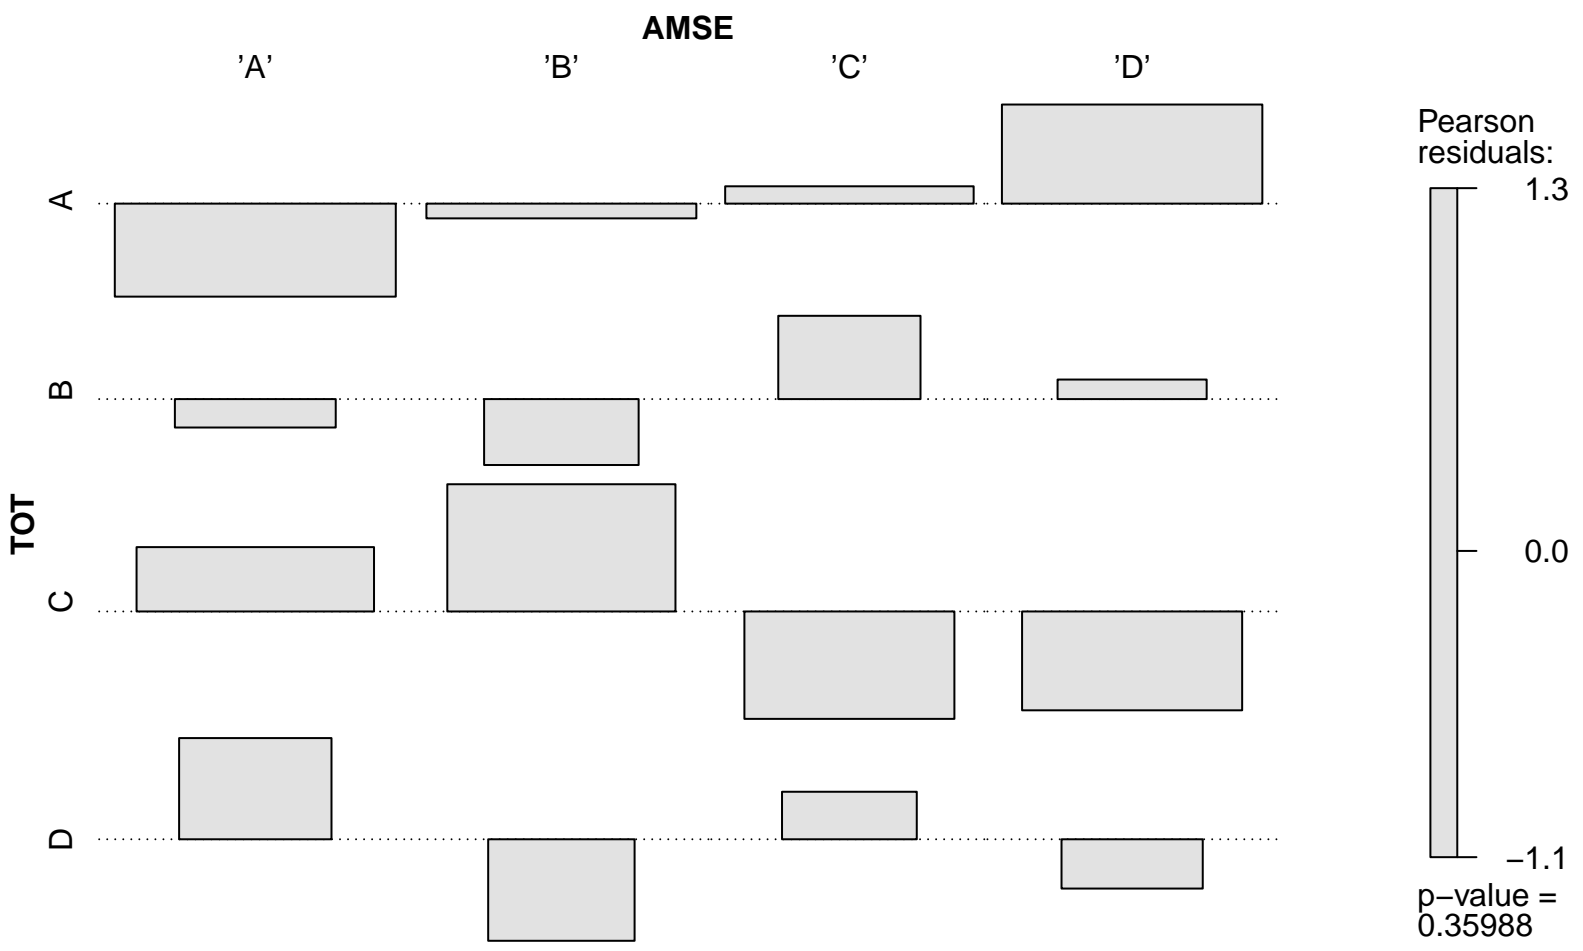 AMSE
’A’ ’B’ ’C’ ’D’
TOT
A
B
C
D
Pearson
residuals:
1.3
0.0
−1.1
p−value =
0.35988